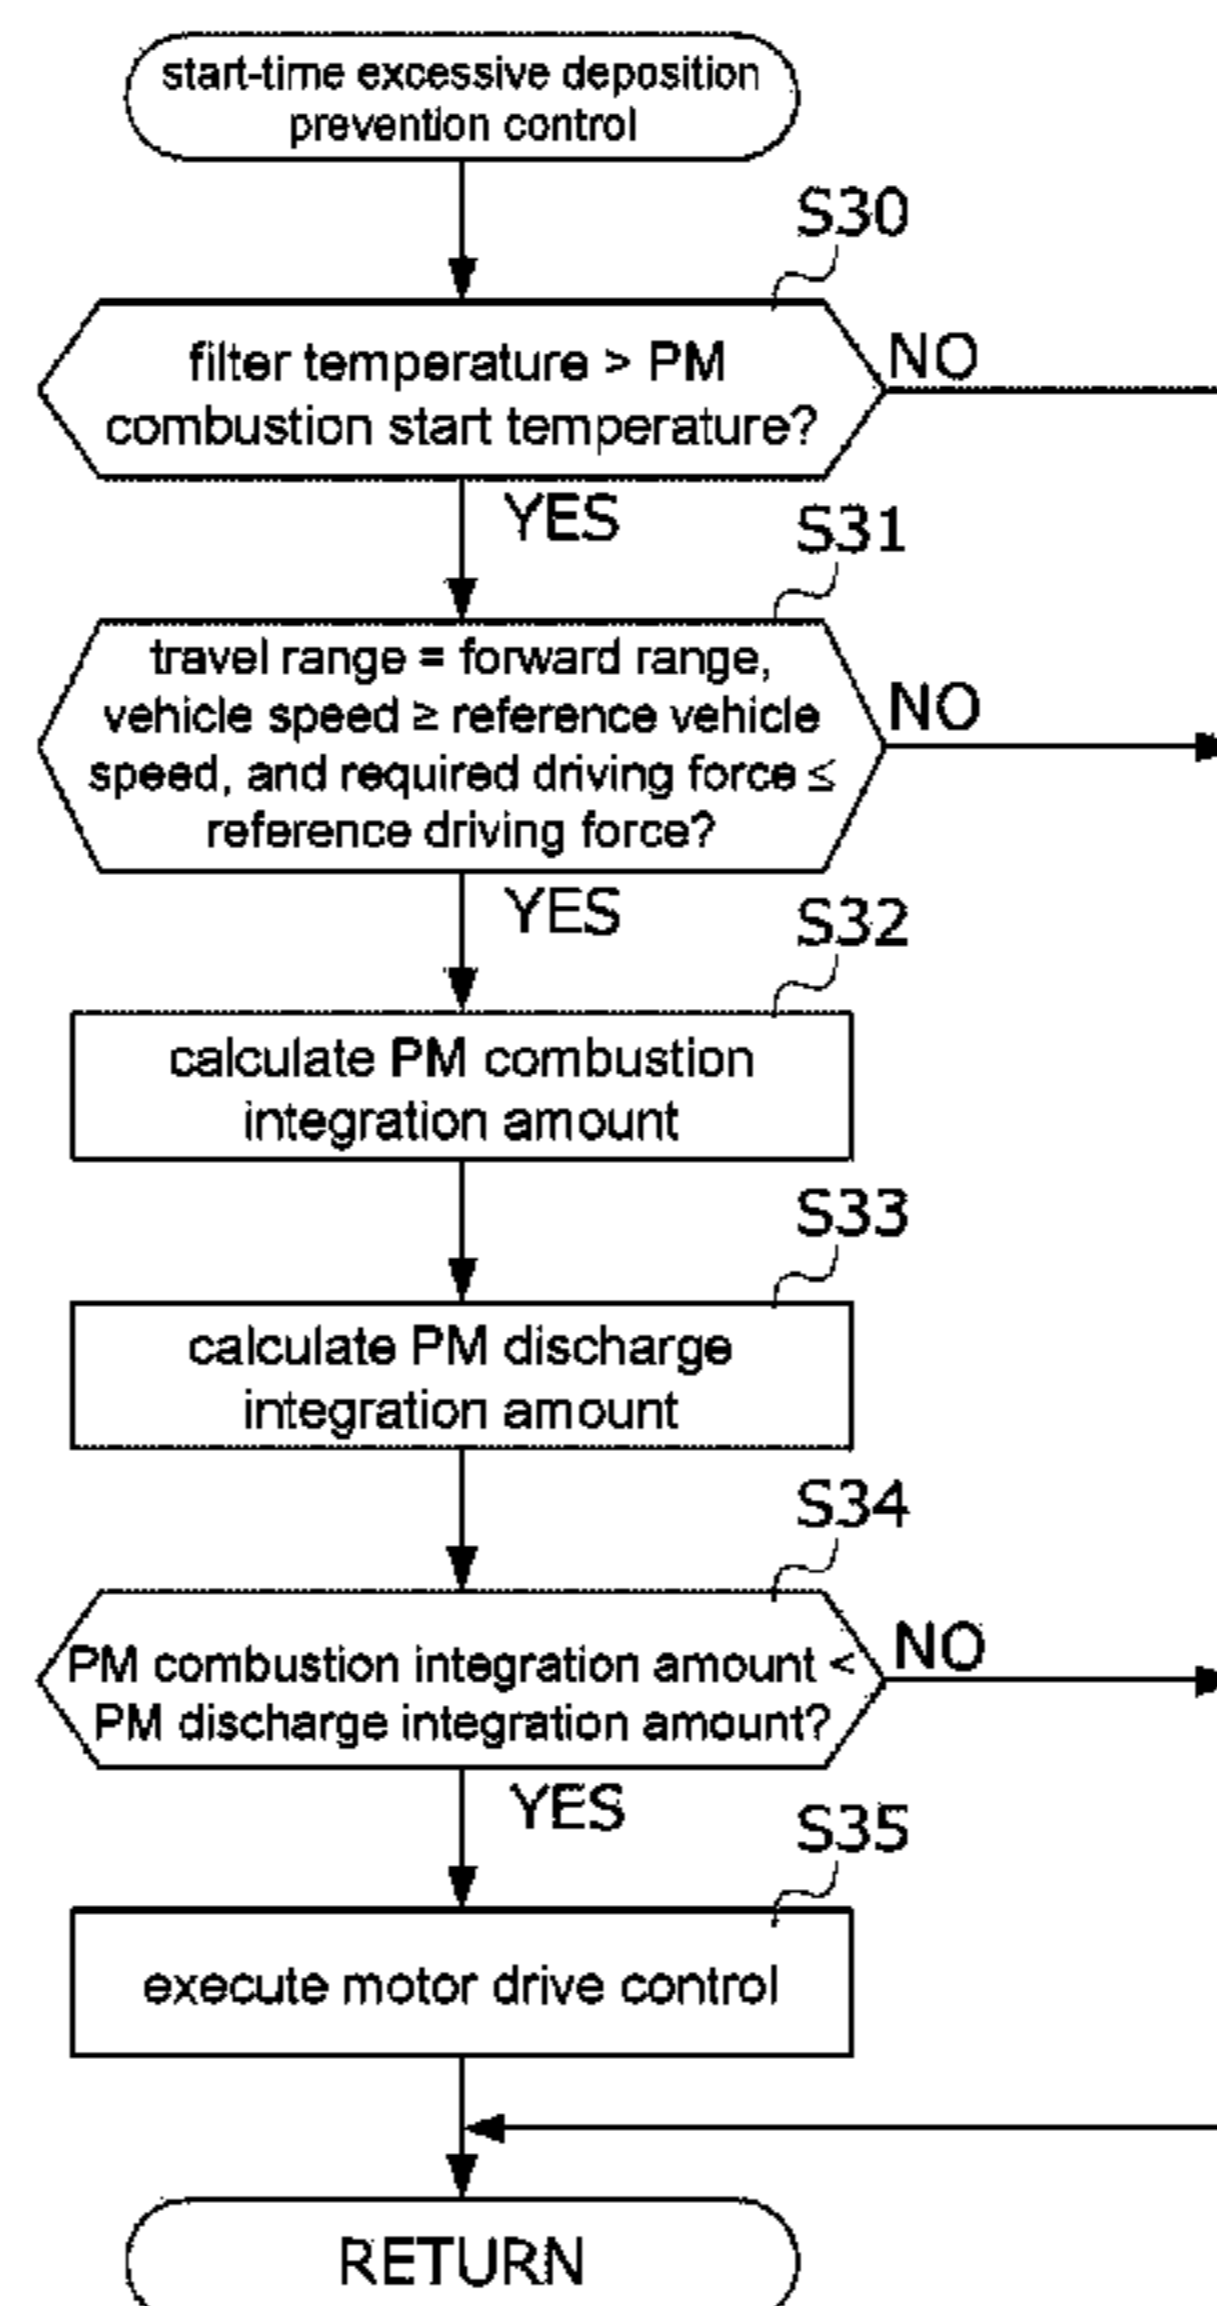 start-time excessive deposition
prevention control
S30
filter temperature > PM
combustion start temperature?
NO
YES
S31
travel range = forward range,
vehicle speed ≥ reference vehicle
speed, and required driving force ≤
reference driving force?
NO
YES
S32
calculate PM combustion
integration amount
S33
calculate PM discharge
integration amount
S34
PM combustion integration amount <
PM discharge integration amount?
NO
YES
S35
execute motor drive control
RETURN